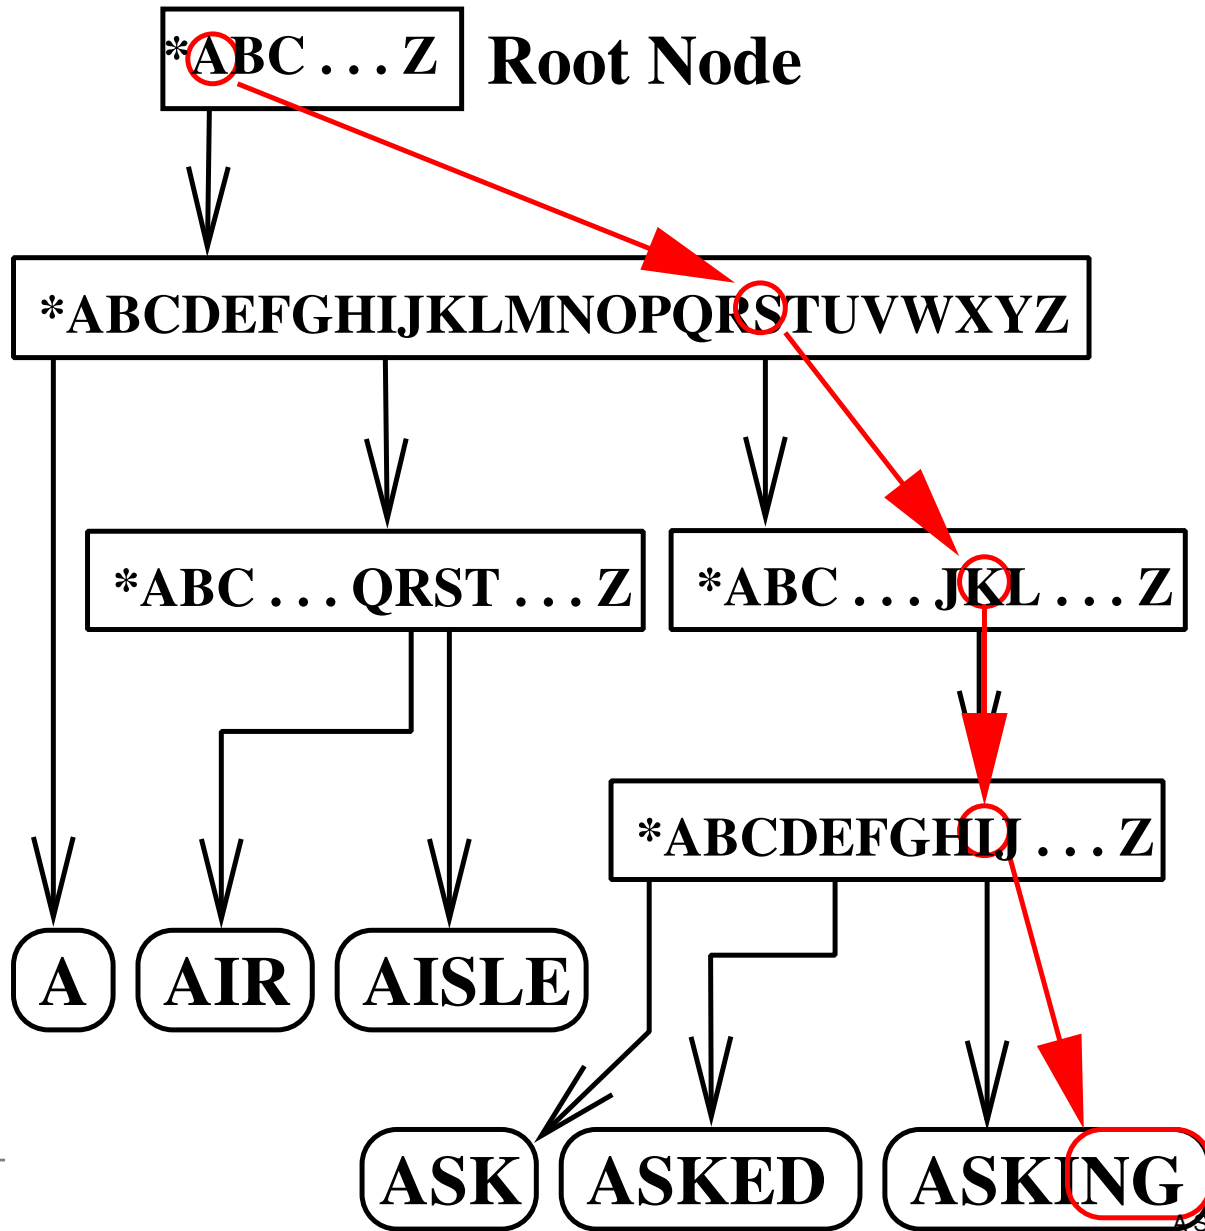 *ABC . . . Z Root Node
*ABCDEFGHIJKLMNOPQRSTUVWXYZ
*ABC . . . QRST . . . Z *ABC . . . JKL . . . Z
*ABCDEFGHIJ . . . Z
A AIR AISLE
ASK ASKED ASKING